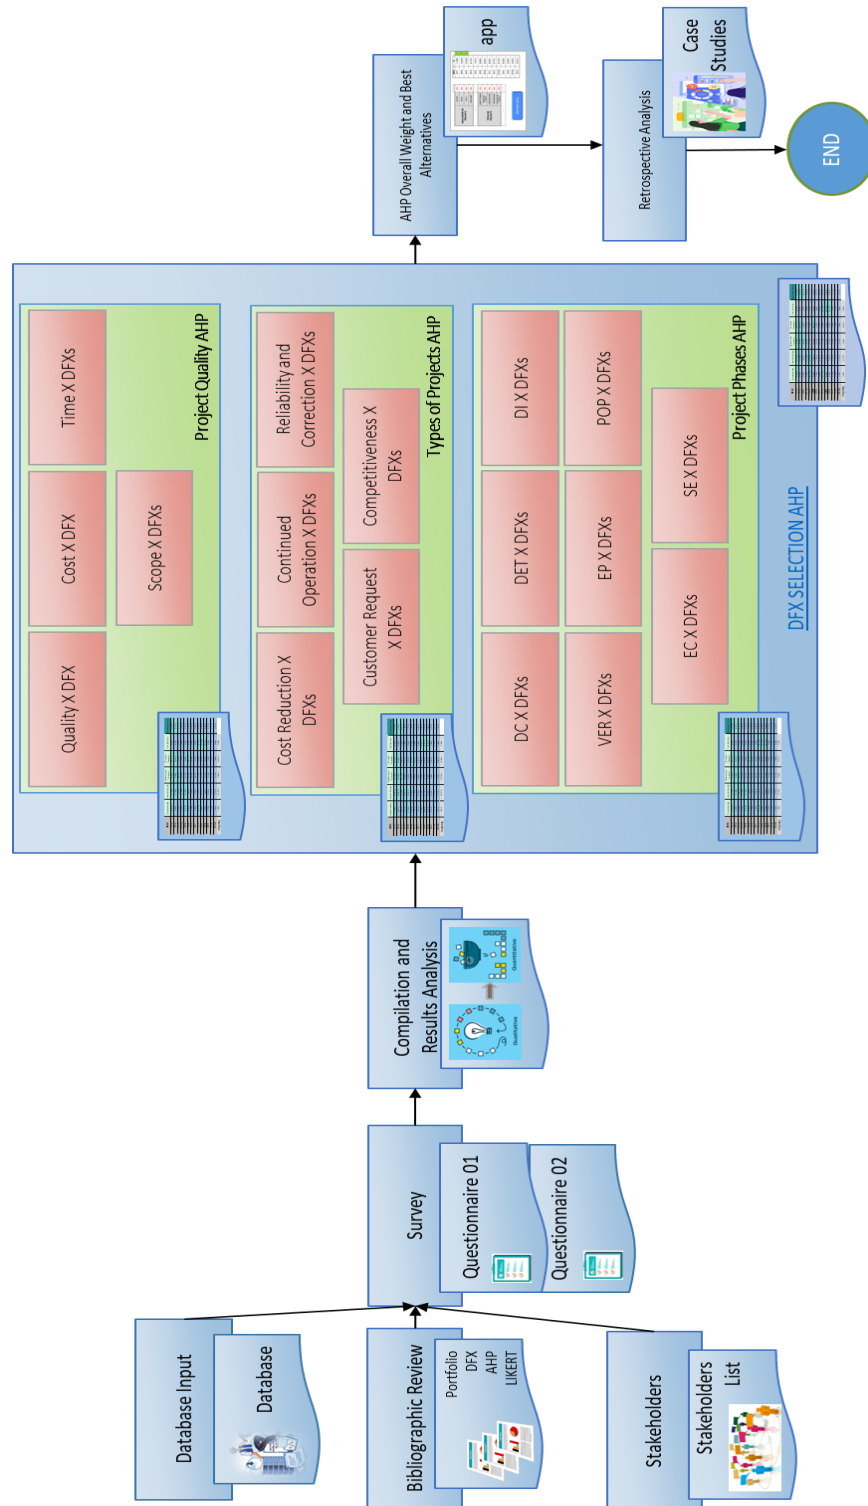 Database Input
Database
Bibliographic Review
Portfolio
DFX
AHP
LIKERT
Stakeholders
Stakeholders
List
Survey
Questionnaire 01
Questionnaire 02
Compilation and
Results Analysis
Qualitative
Quantitative
Quality X DFX
Cost X DFX
Time X DFXs
Scope X DFXs
Project Quality AHP
Cost Reduction X
DFXs
Continued
Operation X DFXs
Reliability and
Correction X DFXs
Customer Request
X DFXs
Competitiveness X
DFXs
Types of Projects AHP
DC X DFXs
DET X DFXs
DI X DFXs
VER X DFXs
EP X DFXs
POP X DFXs
EC X DFXs
SE X DFXs
Project Phases AHP
DFX SELECTION AHP
AHP Overall Weight and Best
Alternatives
app
Retrospective Analysis
Case
Studies
END